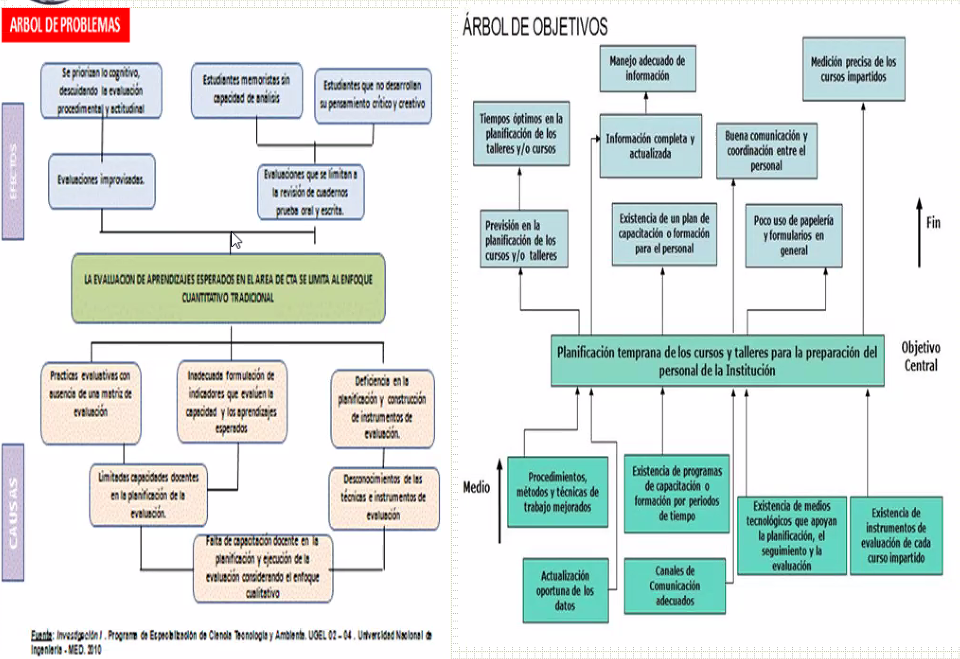 ARBOL DE PROBLEMAS
EFECTOS
Se priorizan lo cognitivo,
descuidando la evaluación
procedimental y actitudinal
Estudiantes memoristas sin
capacidad de análisis
Estudiantes que no desarrollan
su pensamiento crítico y creativo
Evaluaciones improvisadas.
Evaluaciones que se limitan a
la revisión de cuadernos
prueba oral y escrita.
LA EVALUACION DE APRENDIZAJES ESPERADOS EN EL AREA DE CTA SE LIMITA AL ENFOQUE
CUANTITATIVO TRADICIONAL
CAUSAS
Practicas evaluativas con
ausencia de una matriz de
evaluación
Inadecuada formulación de
indicadores que evalúen la
capacidad y los aprendizajes
esperados
Deficiencia en la
planificación y construcción
de instrumentos de
evaluación.
Limitadas capacidades docentes
en la planificación de la
evaluación.
Desconocimientos de las
técnicas e instrumentos de
evaluación
Falta de capacitación docente en la
planificación y ejecución de la
evaluación considerando el enfoque
cualitativo
Fuente: Investigación I . Programa de Especialización de Ciencia Tecnología y Ambiente. UGEL 02 – 04 . Universidad Nacional de
Ingeniería - MED. 2010
ÁRBOL DE OBJETIVOS
Manejo adecuado de
información
Medición precisa de los
cursos impartidos
Tiempos óptimos en la
planificación de los
talleres y/o cursos
Información completa y
actualizada
Buena comunicación y
coordinación entre el
personal
Previsión en la
planificación de los
cursos y/o talleres
Existencia de un plan de
capacitación o formación
para el personal
Poco uso de papelería
y formularios en
general
Fin
Planificación temprana de los cursos y talleres para la preparación del
personal de la Institución
Objetivo
Central
Medio
Procedimientos,
métodos y técnicas de
trabajo mejorados
Existencia de programas
de capacitación o
formación por periodos
de tiempo
Existencia de medios
tecnológicos que apoyan
la planificación, el
seguimiento y la
evaluación
Existencia de
instrumentos de
evaluación de cada
curso impartido
Actualización
oportuna de los
datos
Canales de
Comunicación
adecuados